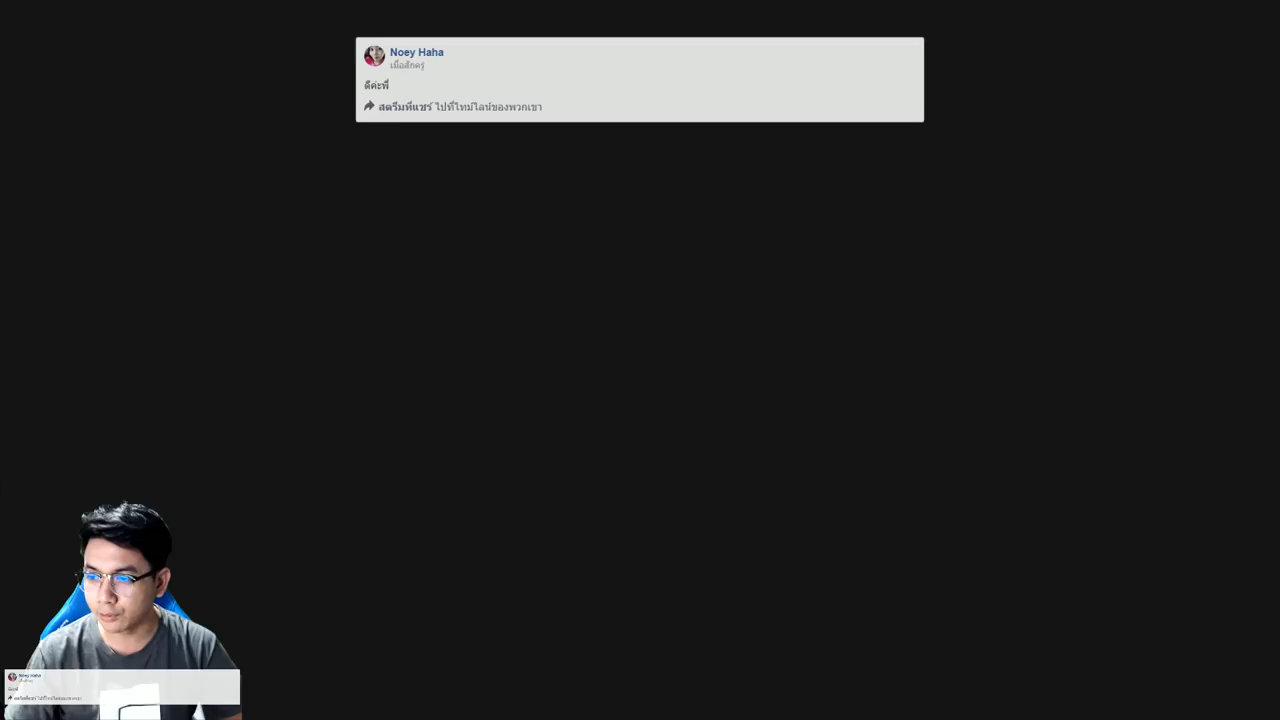 Noey Haha
เมื่อสักครู่
ดีค่ะพี่
สตรีมที่แชร์ ไปที่ไทม์ไลน์ของพวกเขา
Noey Haha